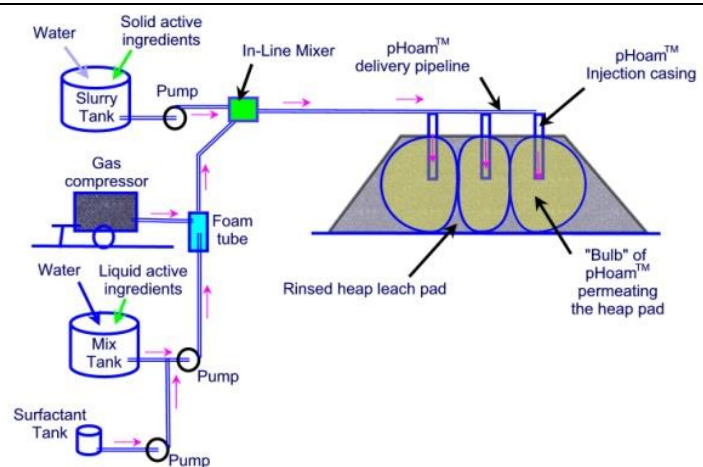 Water
Solid active
ingredients
Slurry
Tank
Pump
In-Line Mixer
pHoam™
delivery pipeline
pHoam™
Injection casing
Gas
compressor
Foam
tube
Water
Liquid active
ingredients
Mix
Tank
Pump
Surfactant
Tank
Pump
Rinsed heap leach pad
"Bulb" of
pHoam™
permeating
the heap pad